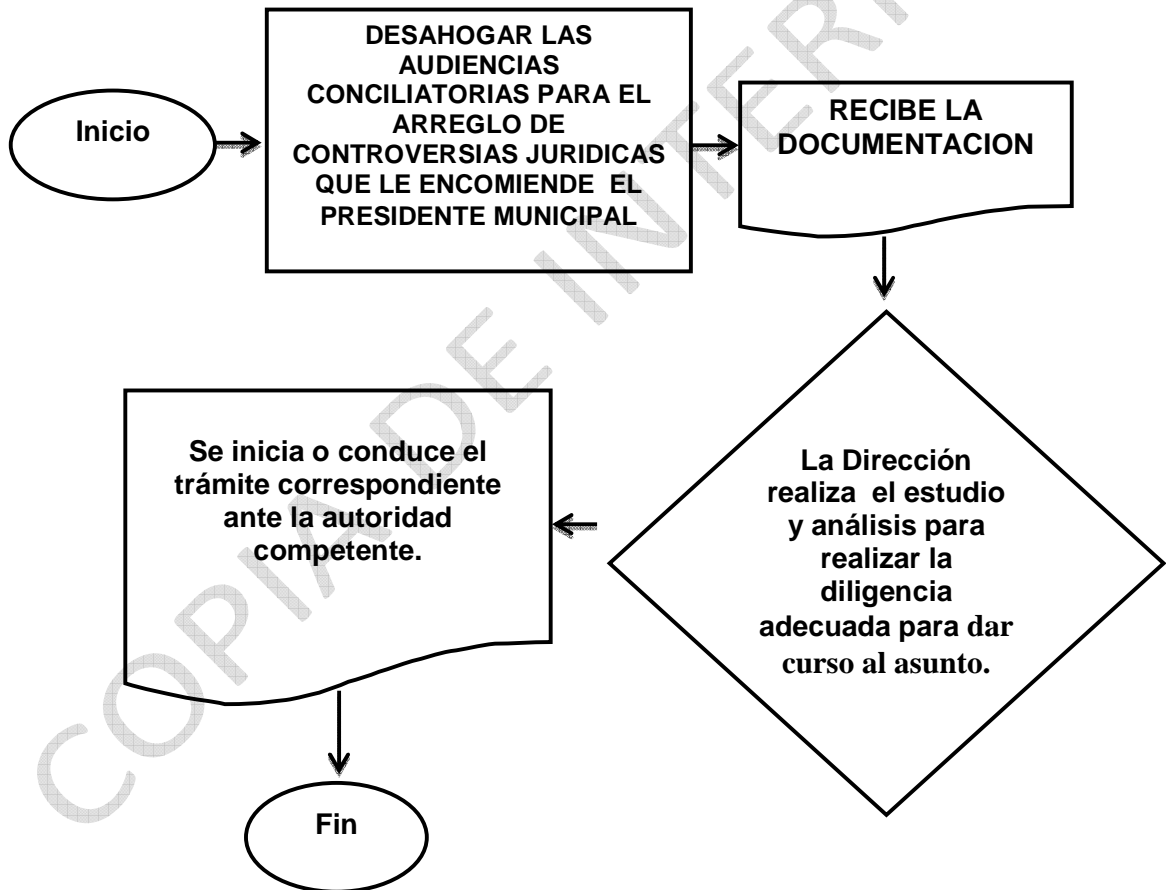 Inicio
DESAHOGAR LAS
AUDIENCIAS
CONCILIATORIAS PARA EL
ARREGLO DE
CONTROVERSIAS JURIDICAS
QUE LE ENCOMIENDE EL
PRESIDENTE MUNICIPAL
RECIBE LA
DOCUMENTACION
La Dirección
realiza el estudio
y análisis para
realizar la
diligencia
adecuada para dar
curso al asunto.
Se inicia o conduce el
trámite correspondiente
ante la autoridad
competente.
Fin
COPIA DE